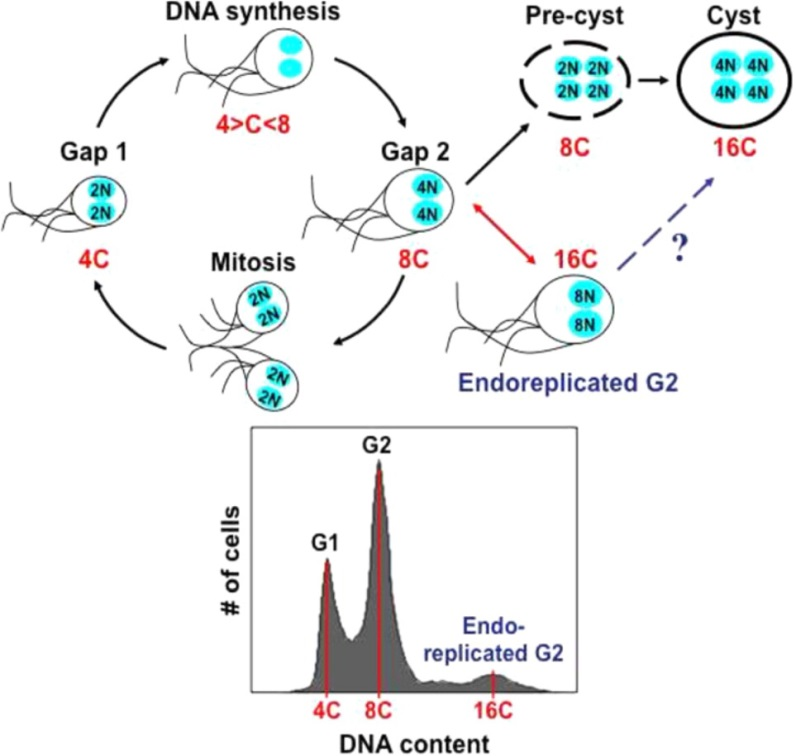 DNA synthesis
4>C<8
Gap 1
2N
2N
4C
Gap 2
4N
4N
8C
Mitosis
2N
2N
2N
2N
Pre-cyst
2N 2N
2N 2N
8C
Cyst
4N 4N
4N 4N
16C
?
16C
8N
8N
Endoreplicated G2
# of cells
G1
G2
Endo-
replicated G2
4C 8C 16C
DNA content